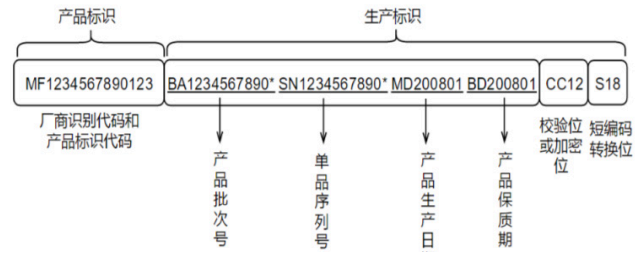 产品标识
生产标识
MF1234567890123
BA1234567890*
SN1234567890*
MD200801
BD200801
CC12
S18
厂商识别代码和
产品标识代码
校验位
或加密
位
短编码
转换位
产品批次号
单品序列号
产品生产日
产品保质期